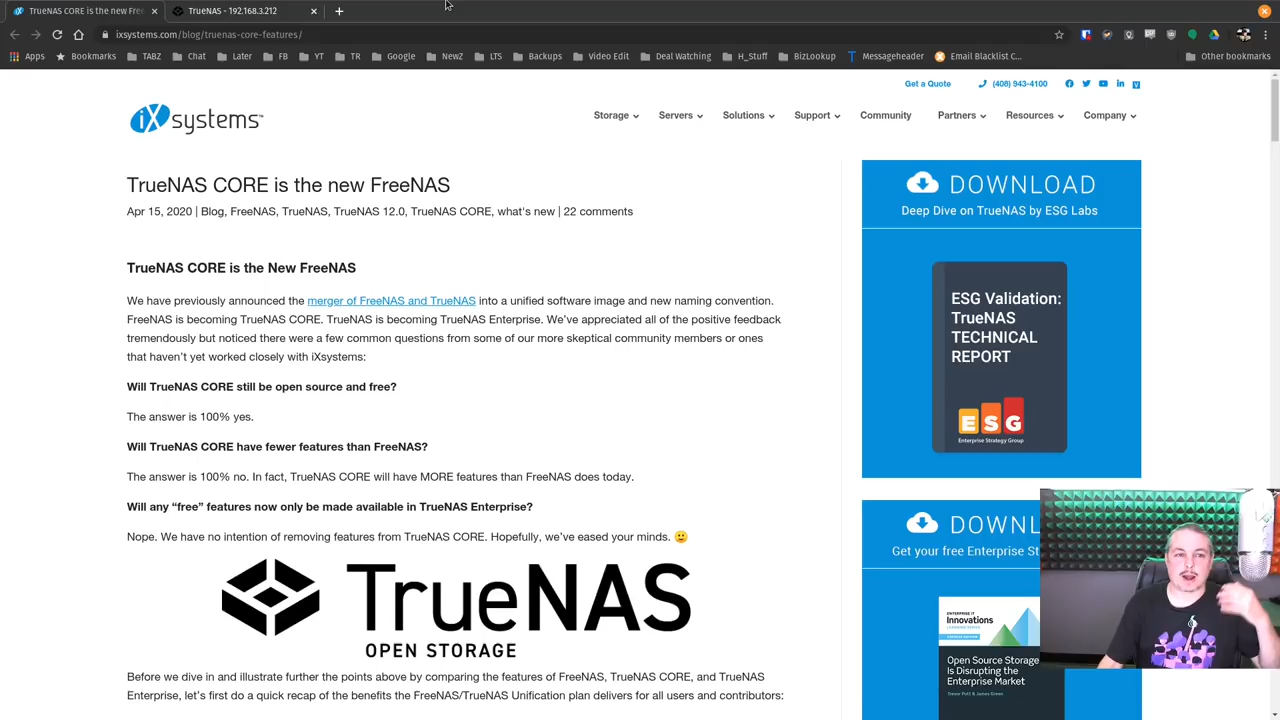 TrueNAS CORE is the new Free
TrueNAS - 192.168.3.212
ixsystems.com/blog/truenas-core-features/
Apps Bookmarks TABZ Chat Later FB YT TR Google NewZ LTS Backups Video Edit Deal Watching H_Stuff BizLookup Messageheader Email Blacklist C... Other bookmarks
Get a Quote (408) 943-4100
iXsystems
Storage Servers Solutions Support Community Partners Resources Company
TrueNAS CORE is the new FreeNAS
Apr 15, 2020 | Blog, FreeNAS, TrueNAS, TrueNAS 12.0, TrueNAS CORE, what's new | 22 comments
TrueNAS CORE is the New FreeNAS
We have previously announced the merger of FreeNAS and TrueNAS into a unified software image and new naming convention.
FreeNAS is becoming TrueNAS CORE. TrueNAS is becoming TrueNAS Enterprise. We've appreciated all of the positive feedback
tremendously but noticed there were a few common questions from some of our more skeptical community members or ones
that haven't yet worked closely with iXsystems:
Will TrueNAS CORE still be open source and free?
The answer is 100% yes.
Will TrueNAS CORE have fewer features than FreeNAS?
The answer is 100% no. In fact, TrueNAS CORE will have MORE features than FreeNAS does today.
Will any “free” features now only be made available in TrueNAS Enterprise?
Nope. We have no intention of removing features from TrueNAS CORE. Hopefully, we've eased your minds. 🙂
TrueNAS
OPEN STORAGE
Before we dive in and illustrate further the points above by comparing the features of FreeNAS, TrueNAS CORE, and TrueNAS
Enterprise, let's first do a quick recap of the benefits the FreeNAS/TrueNAS Unification plan delivers for all users and contributors:
DOWNLOAD
Deep Dive on TrueNAS by ESG Labs
ESG Validation:
TrueNAS
TECHNICAL
REPORT
ESG
Enterprise Strategy Group
DOWNL
Get your free Enterprise St
ENTERPRISE IT
Innovations
Open Source Storage
Is Disrupting the
Enterprise Market
Trevor Pott & James Green